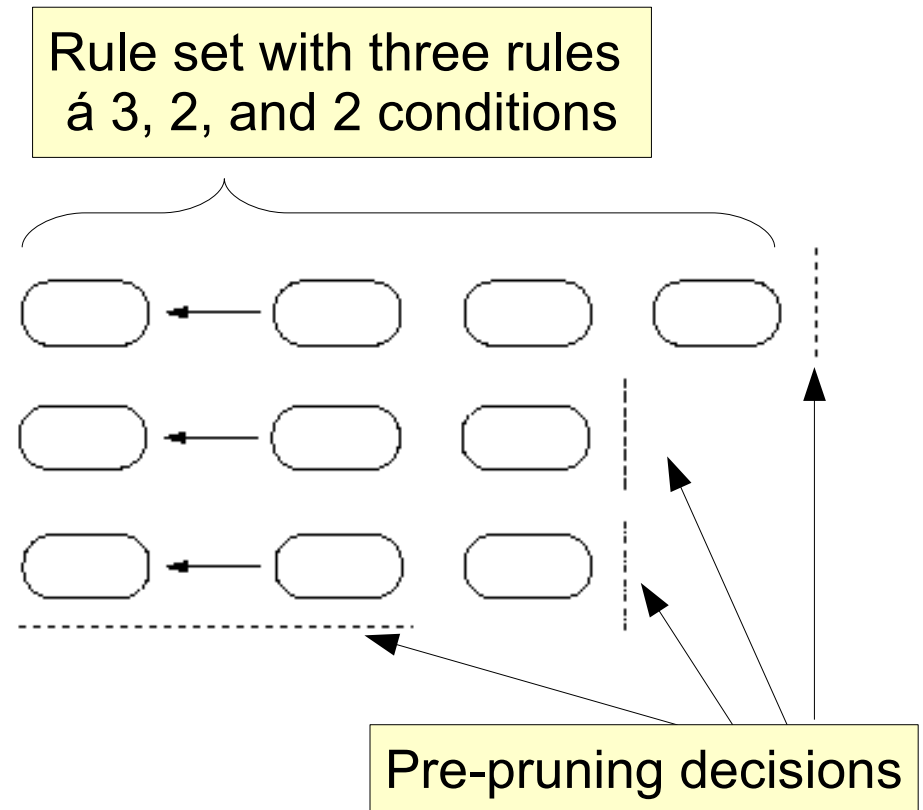 Rule set with three rules
á 3, 2, and 2 conditions
Pre-pruning decisions